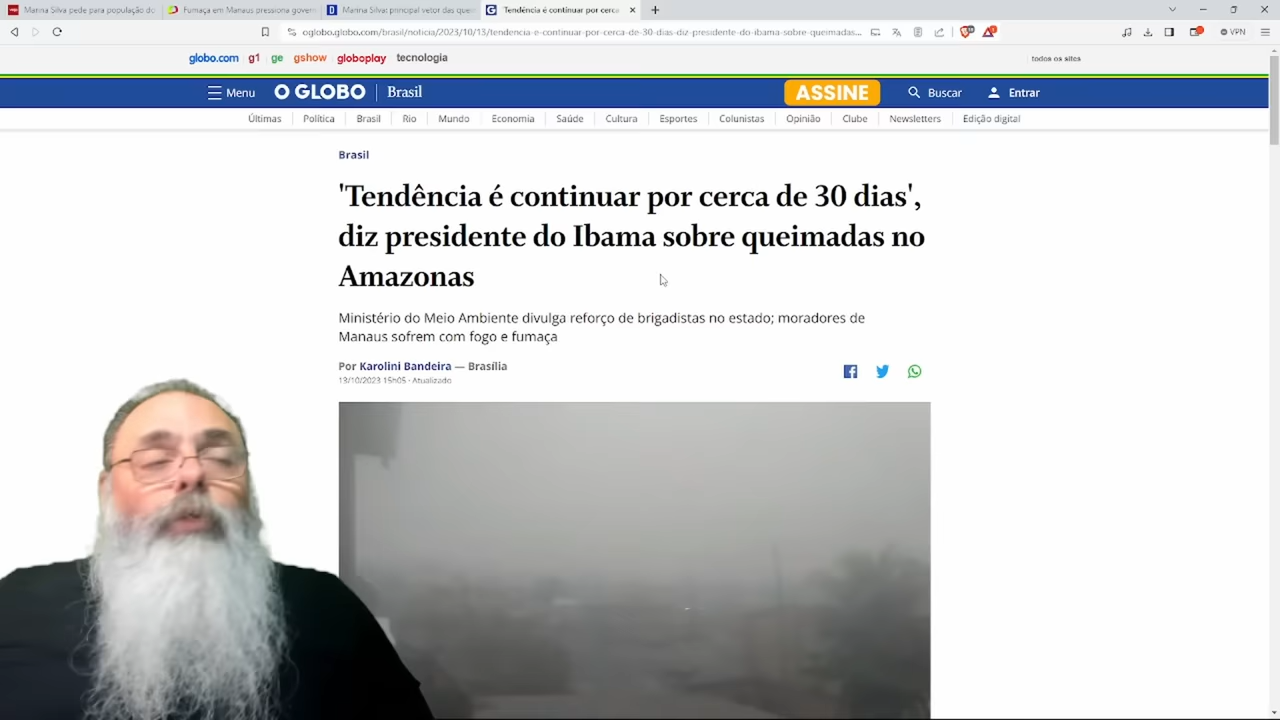 Marina Silva pede para população do
Fumaça em Manaus pressiona govern
Marina Silva: principal vetor das quei
Tendência é continuar por cerca
oglobo.globo.com/brasil/noticia/2023/10/13/tendencia-e-continuar-por-cerca-de-30-dias-diz-presidente-do-ibama-sobre-queimadas...
VPN
globo.com g1 ge gshow globoplay tecnologia
todos os sites
Menu O GLOBO Brasil ASSINE Buscar Entrar
Últimas Política Brasil Rio Mundo Economia Saúde Cultura Esportes Colunistas Opinião Clube Newsletters Edição digital
Brasil
'Tendência é continuar por cerca de 30 dias',
diz presidente do Ibama sobre queimadas no
Amazonas
Ministério do Meio Ambiente divulga reforço de brigadistas no estado; moradores de
Manaus sofrem com fogo e fumaça
Por Karolini Bandeira — Brasília
13/10/2023 15h05 · Atualizado